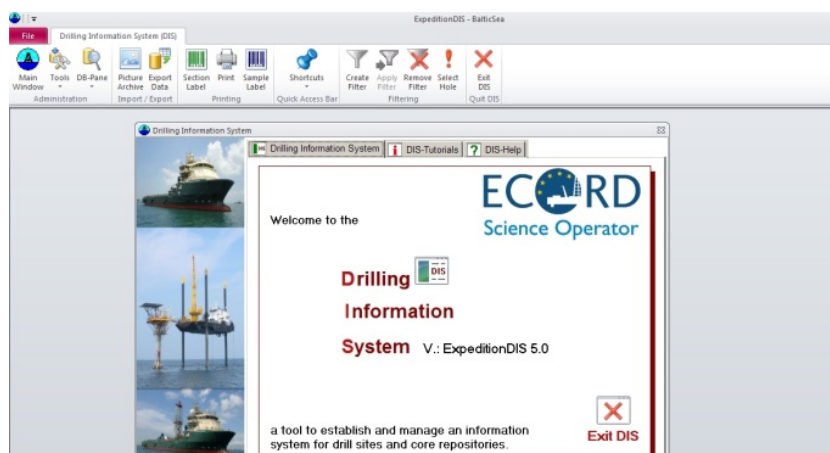 ExpeditionDIS - BalticSea
File
Drilling Information System (DIS)
Main Window
Tools
DB-Pane
Picture Archive
Export Data
Section Label
Print
Sample Label
Shortcuts
Create Filter
Apply Filter
Remove Filter
Select Hole
Exit DIS
Administration
Import / Export
Printing
Quick Access Bar
Filtering
Quit DIS
Drilling Information System
Drilling Information System
DIS-Tutorials
DIS-Help
ECORD
Science Operator
Welcome to the
Drilling
DIS
Information
System V.: ExpeditionDIS 5.0
a tool to establish and manage an information
system for drill sites and core repositories.
Exit DIS